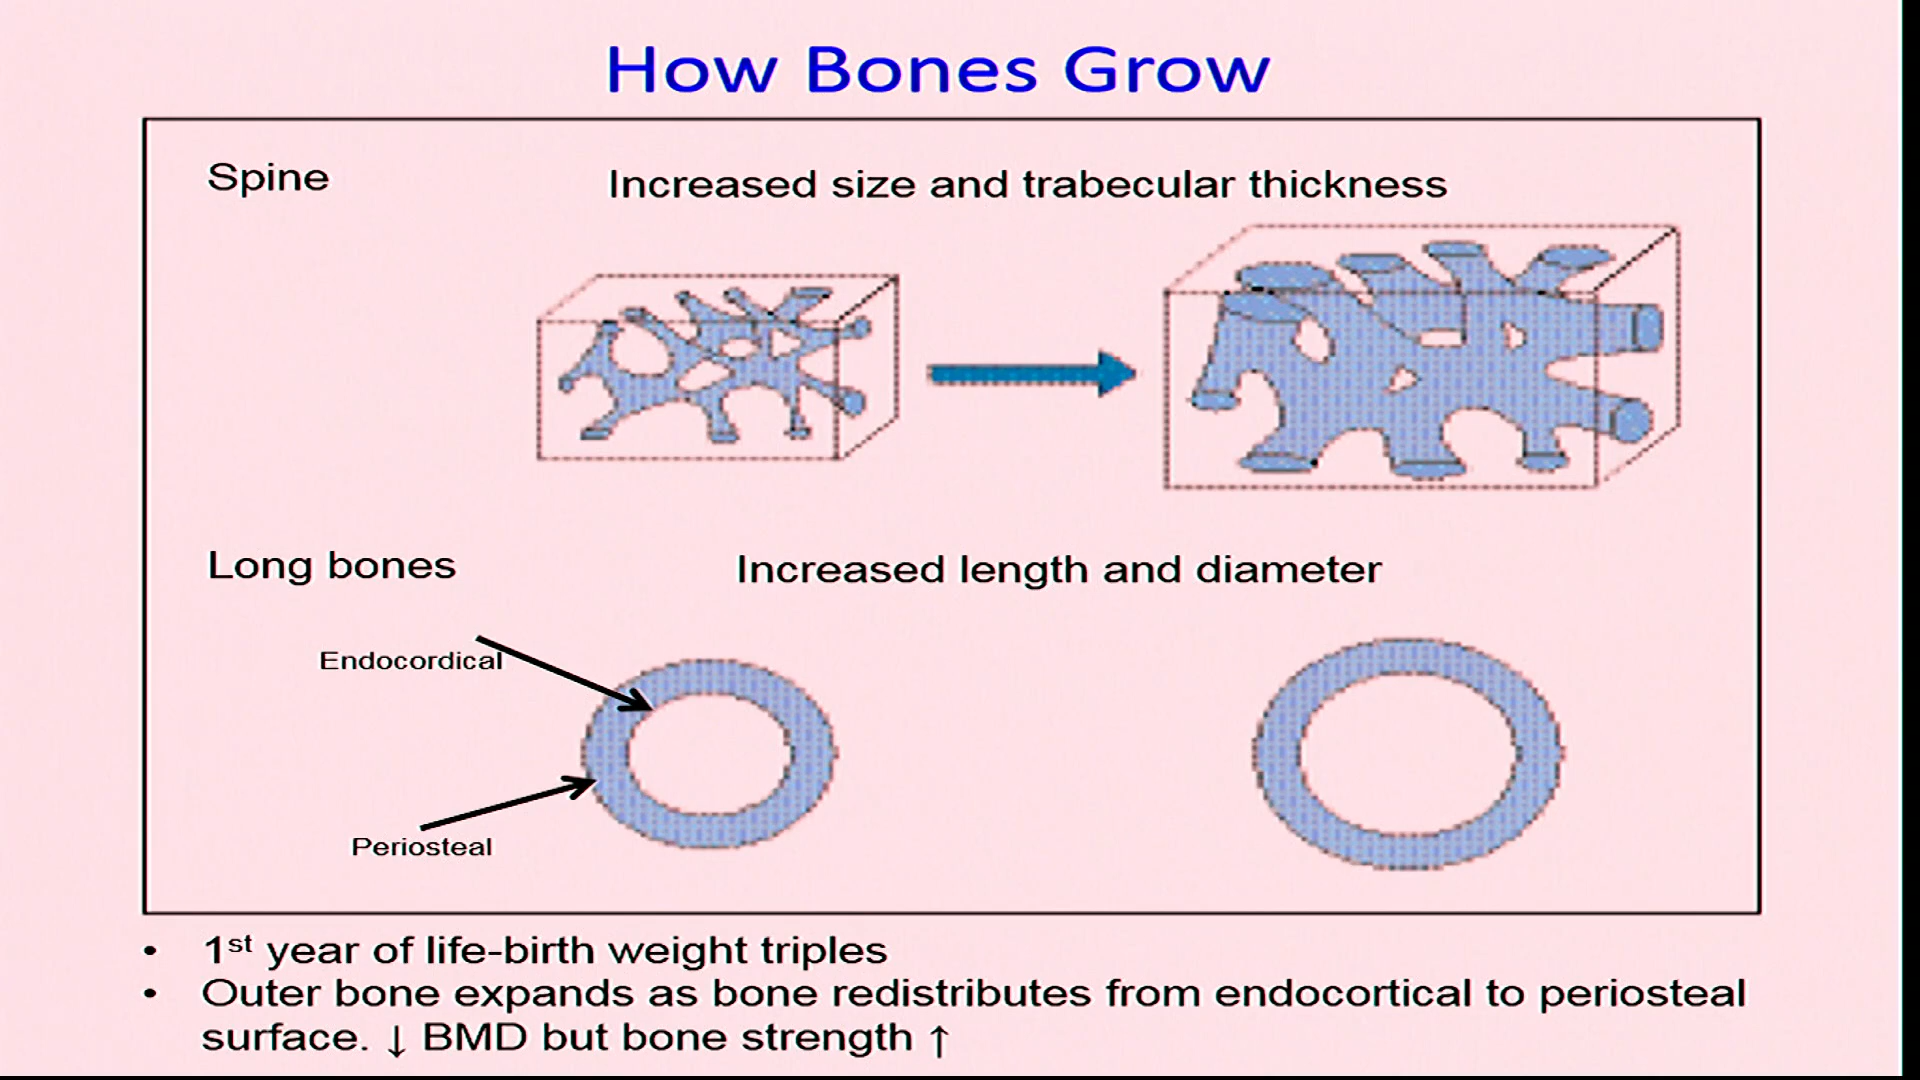 How Bones Grow
Spine
Increased size and trabecular thickness
Long bones
Increased length and diameter
Endocordical
Periosteal
• 1st year of life-birth weight triples
• Outer bone expands as bone redistributes from endocortical to periosteal
surface. ↓ BMD but bone strength ↑